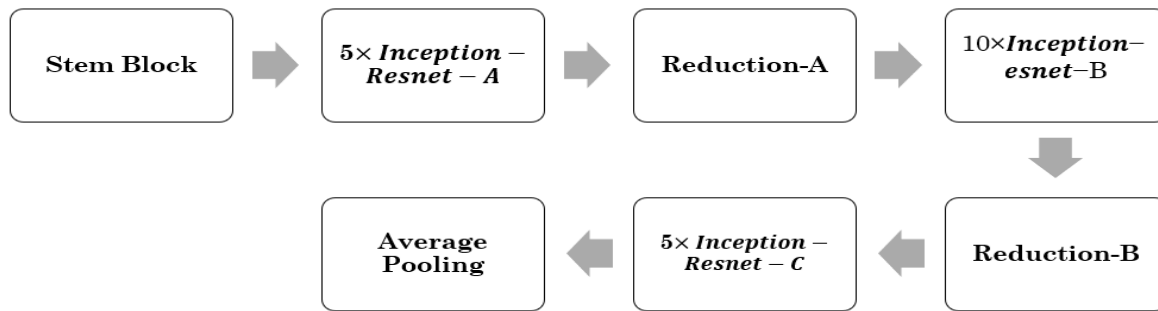 Stem Block
5× Inception –
Resnet – A
Reduction-A
10×Inception–
esnet–B
Reduction-B
5× Inception –
Resnet – C
Average
Pooling